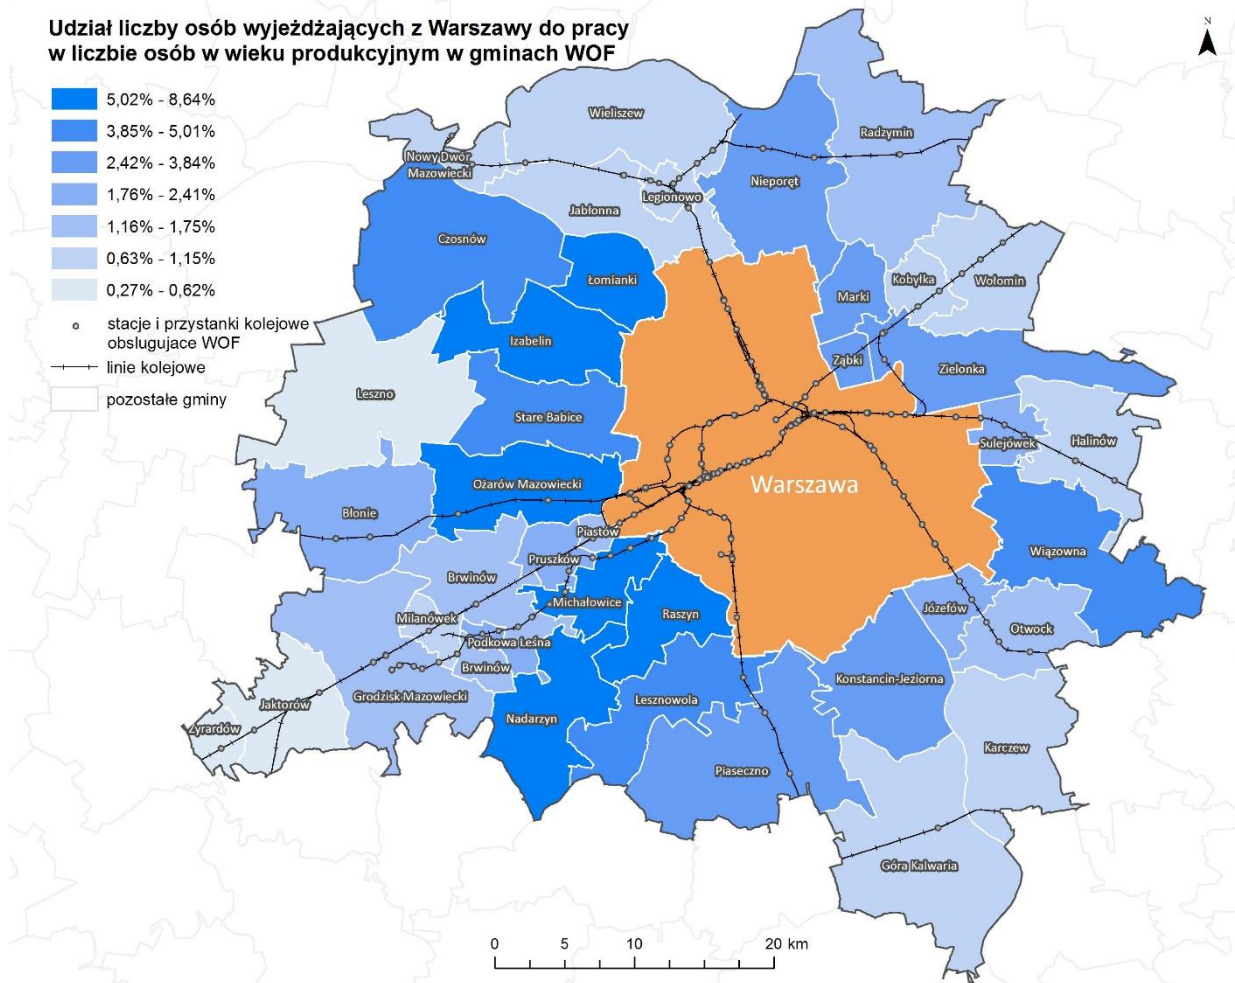 Udział liczby osób wyjeżdżających z Warszawy do pracy
w liczbie osób w wieku produkcyjnym w gminach WOF
N
5,02% - 8,64%
3,85% - 5,01%
2,42% - 3,84%
1,76% - 2,41%
1,16% - 1,75%
0,63% - 1,15%
0,27% - 0,62%
stacje i przystanki kolejowe
obsługujace WOF
linie kolejowe
pozostałe gminy
Wieliszew
Radzymin
Nowy Dwór
Mazowiecki
Nieporęt
Legionowo
Jabłonna
Czosnów
Łomianki
Kobyłka
Wołomin
Marki
Izabelin
Ząbki
Zielonka
Leszno
Stare Babice
Sulejówek
Halinów
Ożarów Mazowiecki
Warszawa
Błonie
Piastów
Pruszków
Wiązowna
Brwinów
Michałowice
Raszyn
Józefów
Milanówek
Otwock
Podkowa Leśna
Brwinów
Konstancin-Jeziorna
Grodzisk Mazowiecki
Jaktorów
Lesznowola
Nadarzyn
Żyrardów
Karczew
Piaseczno
Góra Kalwaria
0 5 10 20 km